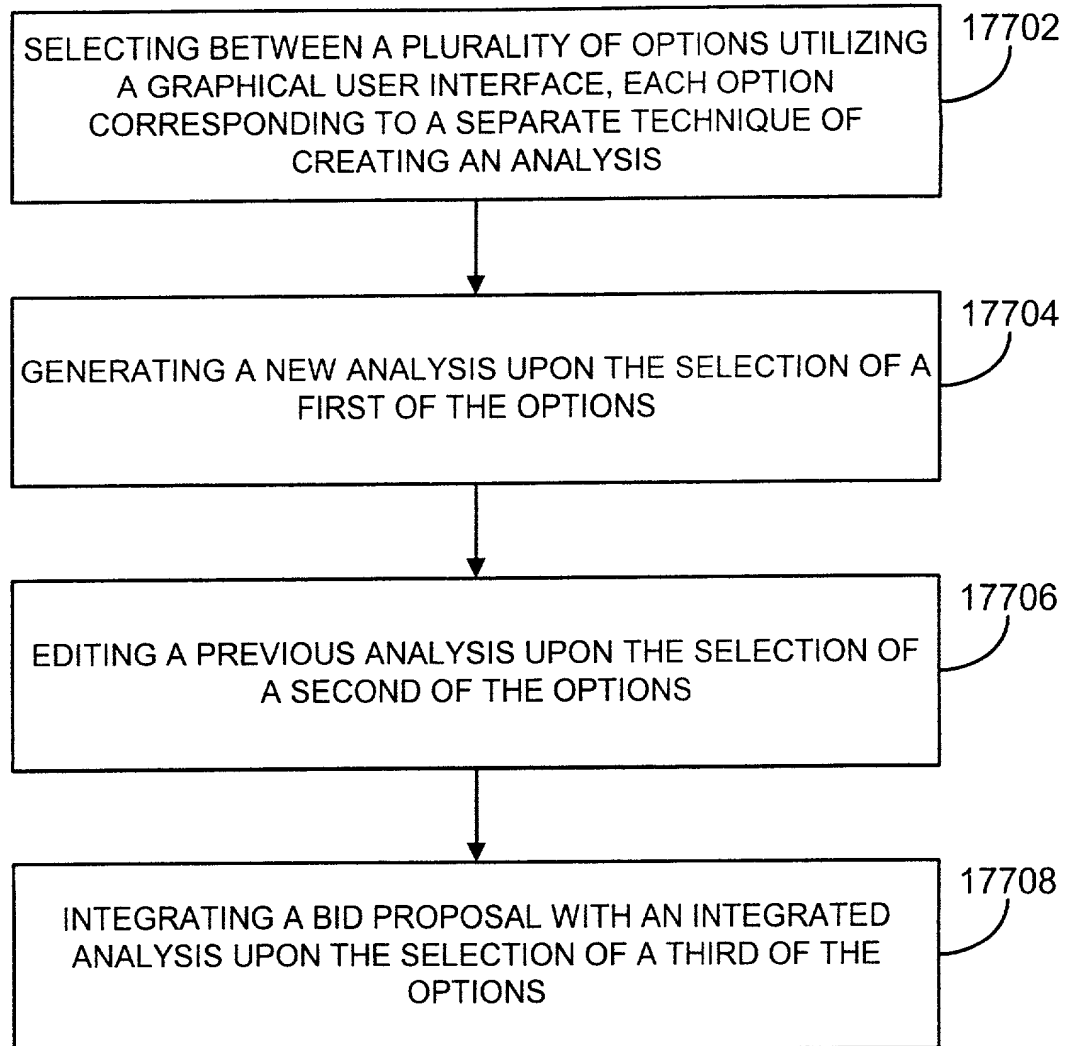 17702
SELECTING BETWEEN A PLURALITY OF OPTIONS UTILIZING
A GRAPHICAL USER INTERFACE, EACH OPTION
CORRESPONDING TO A SEPARATE TECHNIQUE OF
CREATING AN ANALYSIS
17704
GENERATING A NEW ANALYSIS UPON THE SELECTION OF A
FIRST OF THE OPTIONS
17706
EDITING A PREVIOUS ANALYSIS UPON THE SELECTION OF
A SECOND OF THE OPTIONS
17708
INTEGRATING A BID PROPOSAL WITH AN INTEGRATED
ANALYSIS UPON THE SELECTION OF A THIRD OF THE
OPTIONS